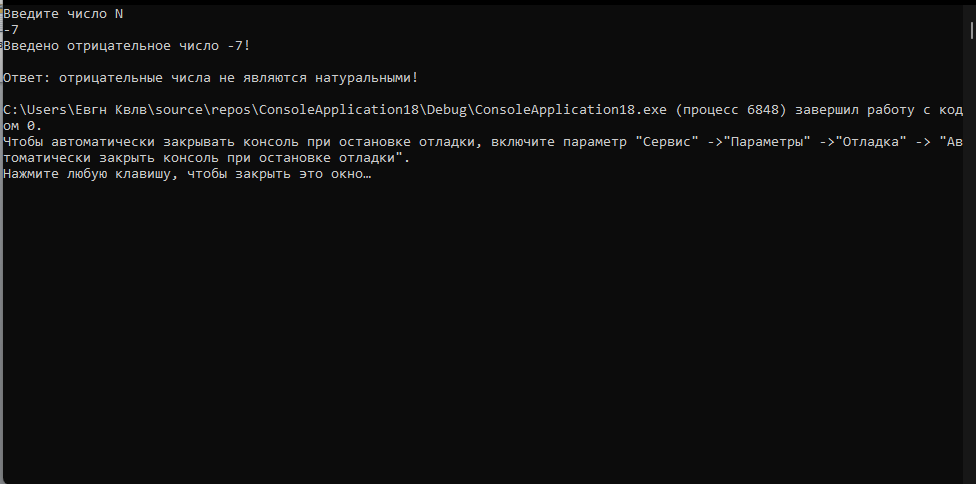 Введите число N
-7
Введено отрицательное число -7!
Ответ: отрицательные числа не являются натуральными!
C:\Users\Евгн Квлв\source\repos\ConsoleApplication18\Debug\ConsoleApplication18.exe (процесс 6848) завершил работу с код
ом 0.
Чтобы автоматически закрывать консоль при остановке отладки, включите параметр "Сервис" ->"Параметры" ->"Отладка" -> "Ав
томатически закрыть консоль при остановке отладки".
Нажмите любую клавишу, чтобы закрыть это окно…